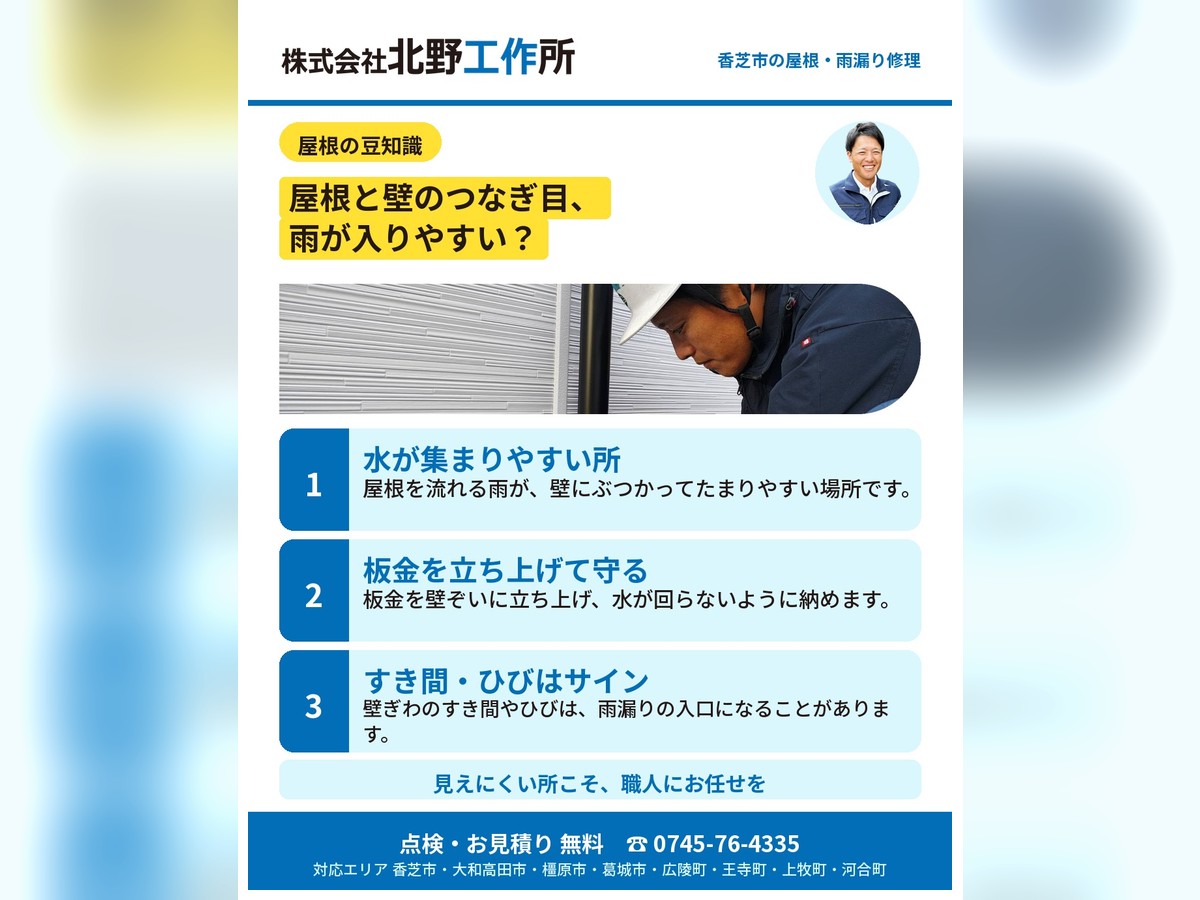 株式会社北野工作所
香芝市の屋根・雨漏り修理
屋根の豆知識
屋根と壁のつなぎ目、
雨が入りやすい？
1
水が集まりやすい所
屋根を流れる雨が、壁にぶつかってたまりやすい場所です。
2
板金を立ち上げて守る
板金を壁ぞいに立ち上げ、水が回らないように納めます。
3
すき間・ひびはサイン
壁ぎわのすき間やひびは、雨漏りの入口になることがありま
す。
見えにくい所こそ、職人にお任せを
点検・お見積り 無料　☎ 0745-76-4335
対応エリア 香芝市・大和高田市・橿原市・葛城市・広陵町・王寺町・上牧町・河合町